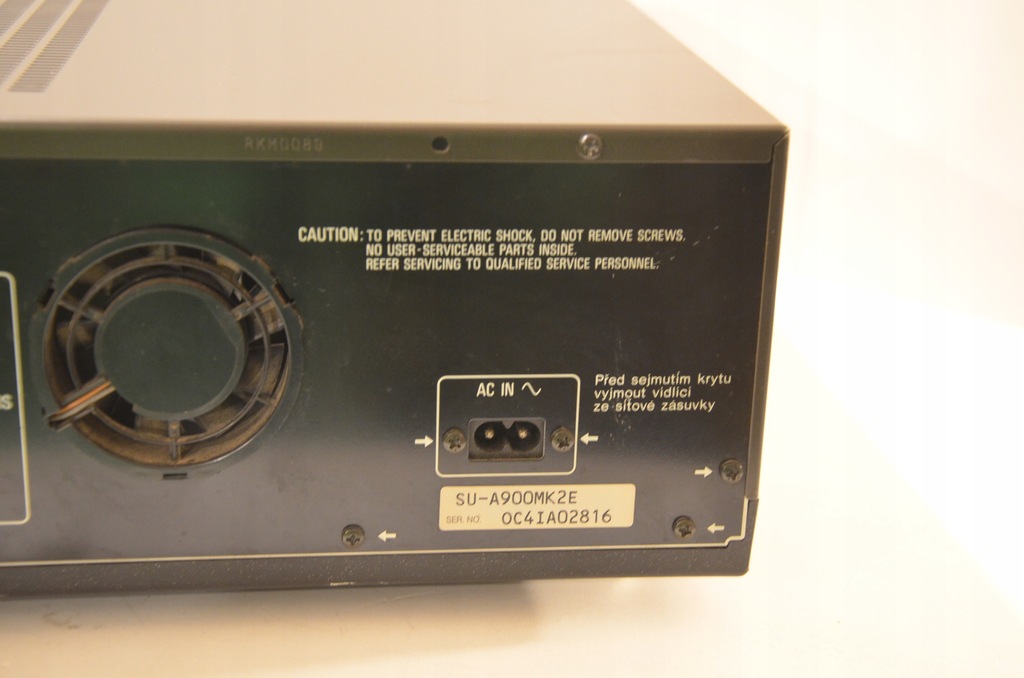 RKM0089
CAUTION: TO PREVENT ELECTRIC SHOCK, DO NOT REMOVE SCREWS.
NO USER-SERVICEABLE PARTS INSIDE.
REFER SERVICING TO QUALIFIED SERVICE PERSONNEL.
AC IN
Před sejmutím krytu
vyjmout vidlici
ze síťové zásuvky
SU-A900MK2E
SER. NO. OC4IA02816